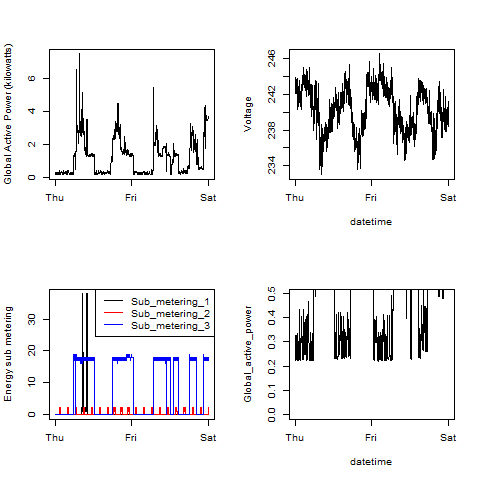 Global Active Power (kilowatts)
0 2 4 6
Thu Fri Sat
Voltage
234 238 242 246
Thu Fri Sat
datetime
Energy sub metering
0 10 20 30
Sub_metering_1
Sub_metering_2
Sub_metering_3
Thu Fri Sat
Global_active_power
0.0 0.1 0.2 0.3 0.4 0.5
Thu Fri Sat
datetime